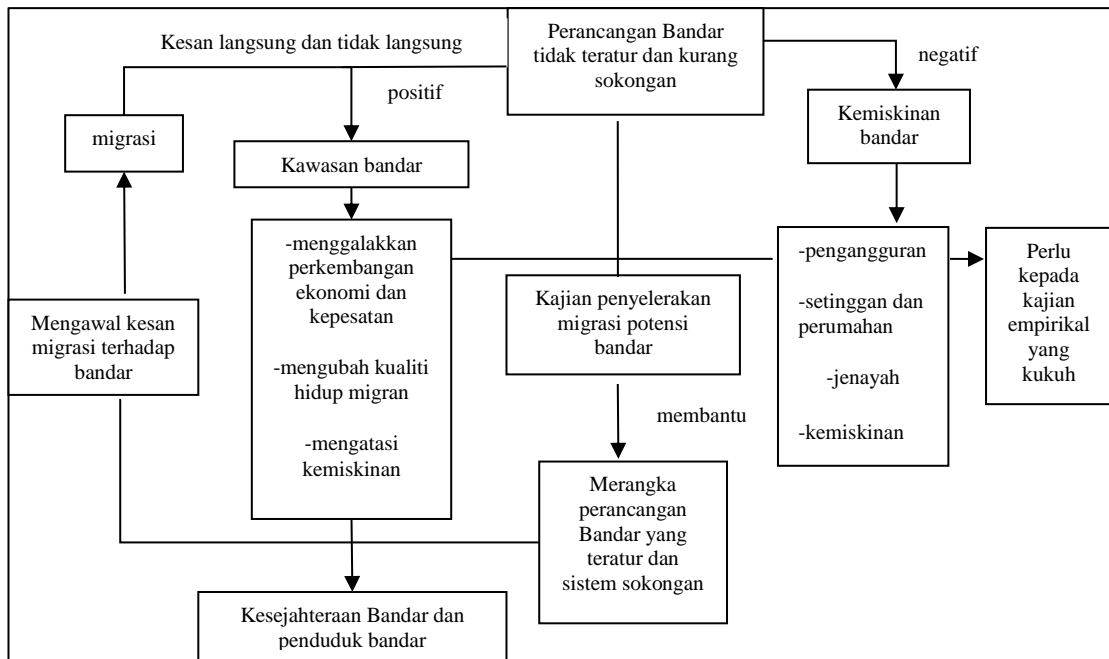 Kesan langsung dan tidak langsung
Perancangan Bandar
tidak teratur dan kurang
sokongan
negatif
positif
migrasi
Kawasan bandar
Kemiskinan
bandar
-menggalakkan
perkembangan
ekonomi dan
kepesatan
-mengubah kualiti
hidup migran
-mengatasi
kemiskinan
Mengawal kesan
migrasi terhadap
bandar
Kajian penyelerakan
migrasi potensi
bandar
-pengangguran
-setinggan dan
perumahan
-jenayah
-kemiskinan
Perlu
kepada
kajian
empirikal
yang
kukuh
membantu
Merangka
perancangan
Bandar yang
teratur dan
sistem sokongan
Kesejahteraan Bandar dan
penduduk bandar